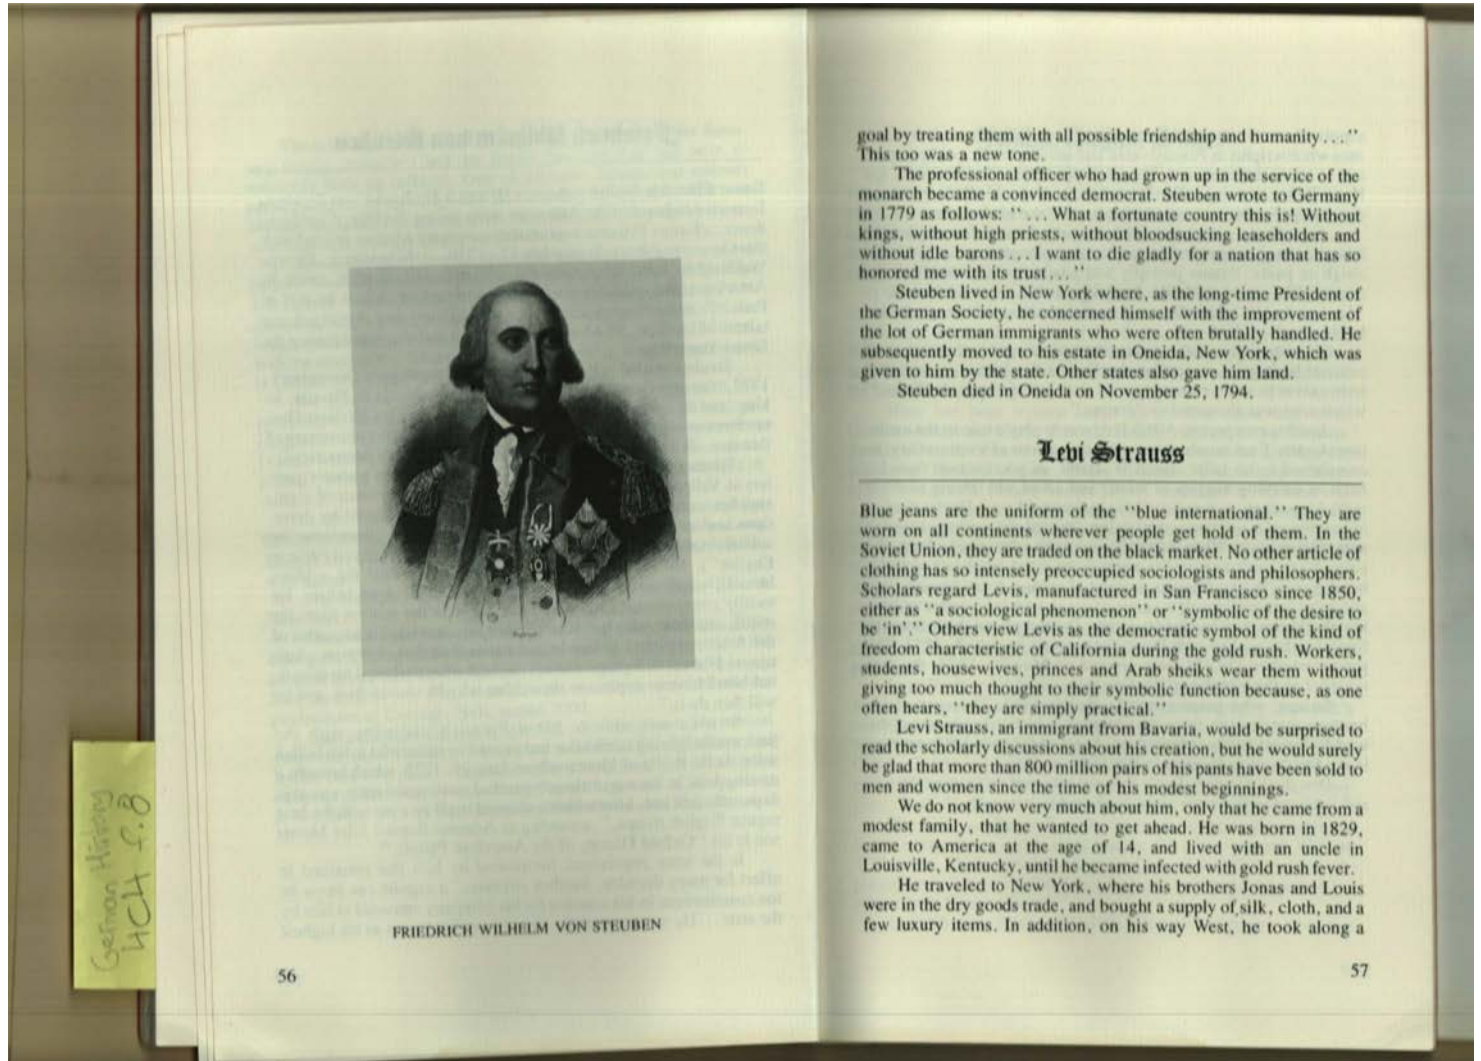 German History
HCH f.8
FRIEDRICH WILHELM VON STEUBEN
56
goal by treating them with all possible friendship and humanity . . .''
This too was a new tone.
The professional officer who had grown up in the service of the
monarch became a convinced democrat. Steuben wrote to Germany
in 1779 as follows: '' . . . What a fortunate country this is! Without
kings, without high priests, without bloodsucking leaseholders and
without idle barons . . . I want to die gladly for a nation that has so
honored me with its trust . . . ''
Steuben lived in New York where, as the long-time President of
the German Society, he concerned himself with the improvement of
the lot of German immigrants who were often brutally handled. He
subsequently moved to his estate in Oneida, New York, which was
given to him by the state. Other states also gave him land.
Steuben died in Oneida on November 25, 1794.
Levi Strauss
Blue jeans are the uniform of the ''blue international.'' They are
worn on all continents wherever people get hold of them. In the
Soviet Union, they are traded on the black market. No other article of
clothing has so intensely preoccupied sociologists and philosophers.
Scholars regard Levis, manufactured in San Francisco since 1850,
either as ''a sociological phenomenon'' or ''symbolic of the desire to
be 'in'.'' Others view Levis as the democratic symbol of the kind of
freedom characteristic of California during the gold rush. Workers,
students, housewives, princes and Arab sheiks wear them without
giving too much thought to their symbolic function because, as one
often hears, ''they are simply practical.''
Levi Strauss, an immigrant from Bavaria, would be surprised to
read the scholarly discussions about his creation, but he would surely
be glad that more than 800 million pairs of his pants have been sold to
men and women since the time of his modest beginnings.
We do not know very much about him, only that he came from a
modest family, that he wanted to get ahead. He was born in 1829,
came to America at the age of 14, and lived with an uncle in
Louisville, Kentucky, until he became infected with gold rush fever.
He traveled to New York, where his brothers Jonas and Louis
were in the dry goods trade, and bought a supply of silk, cloth, and a
few luxury items. In addition, on his way West, he took along a
57